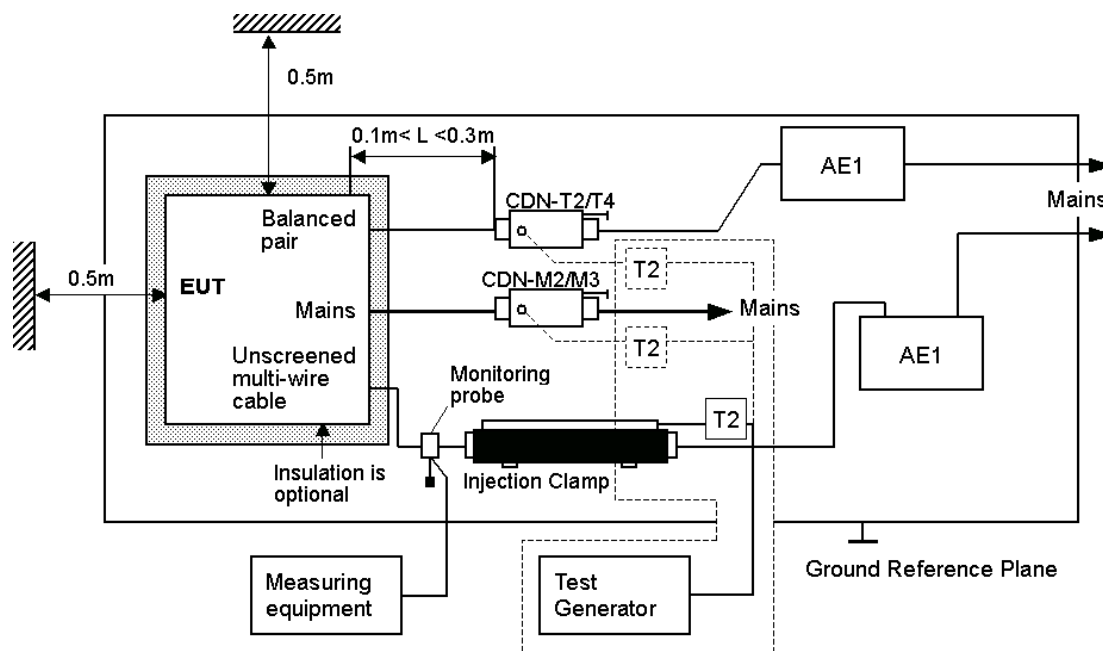 0.5m
0.1m< L <0.3m
AE1
Mains
CDN-T2/T4
Balanced
pair
T2
0.5m
EUT
CDN-M2/M3
Mains
Mains
T2
AE1
Unscreened
multi-wire
cable
Monitoring
probe
T2
Insulation is
optional
Injection Clamp
Measuring
equipment
Test
Generator
Ground Reference Plane